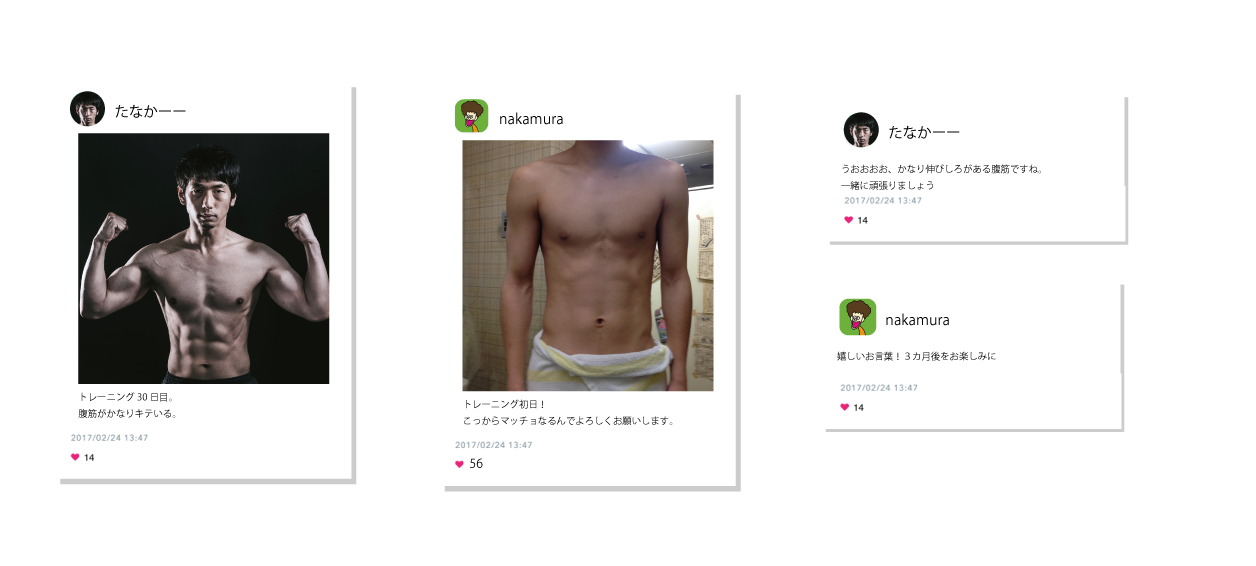 たなかーー
トレーニング 30 日目。
腹筋がかなりキテいる。
2017/02/24 13:47
14
nakamura
トレーニング初日！
こっからマッチョなるんでよろしくお願いします。
2017/02/24 13:47
56
たなかーー
うおおおお、かなり伸びしろがある腹筋ですね。
一緒に頑張りましょう
2017/02/24 13:47
14
nakamura
嬉しいお言葉！３カ月後をお楽しみに
2017/02/24 13:47
14